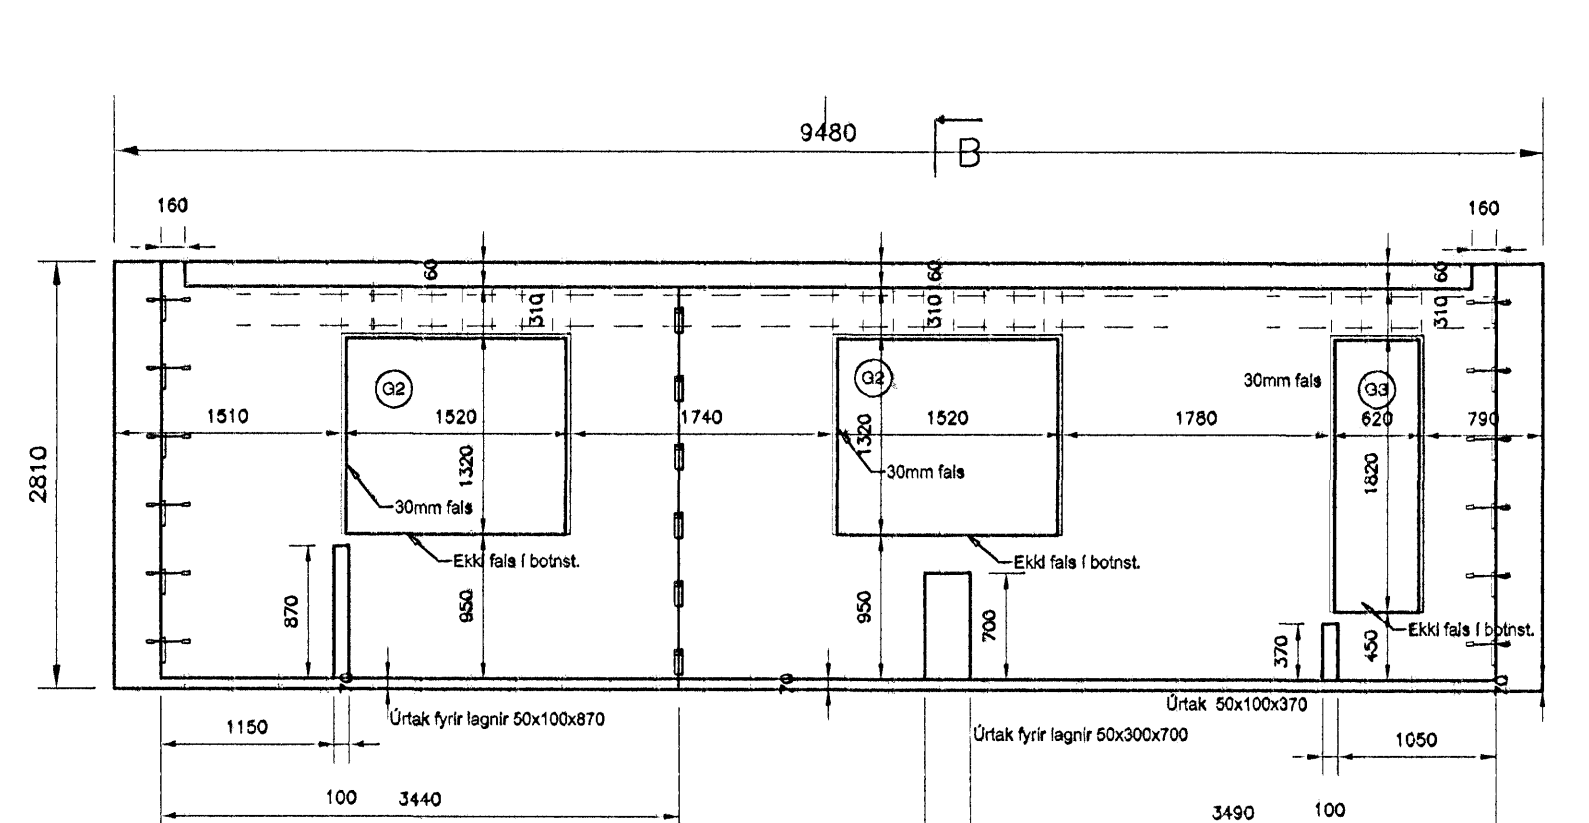 9480
B
160
160
60
60
60
310
310
310
G2
G2
G3
30mm fals
1510
1520
1740
1520
1780
620
790
2810
1320
1320
1820
30mm fals
30mm fals
Ekki fals í botnst.
Ekki fals í botnst.
Ekki fals í botnst.
870
950
950
700
370
450
70
70
70
Úrtak fyrir lagnir 50x100x870
Úrtak 50x100x370
Úrtak fyrir lagnir 50x300x700
1150
1050
100
3440
3490
100